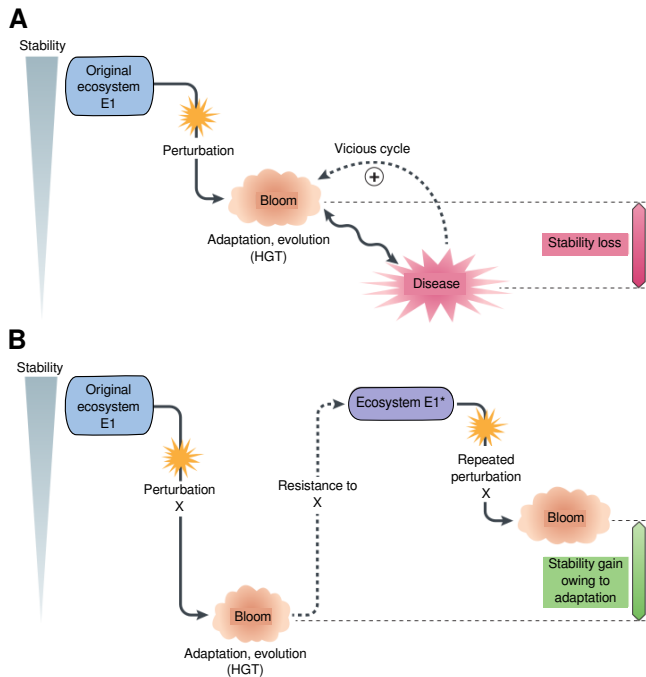 A
Stability
Original
ecosystem
E1
Perturbation
Vicious cycle
+
Bloom
Adaptation, evolution
(HGT)
Stability loss
Disease
B
Stability
Original
ecosystem
E1
Ecosystem E1*
Perturbation
X
Resistance to
X
Repeated
perturbation
X
Bloom
Stability gain
owing to
adaptation
Bloom
Adaptation, evolution
(HGT)